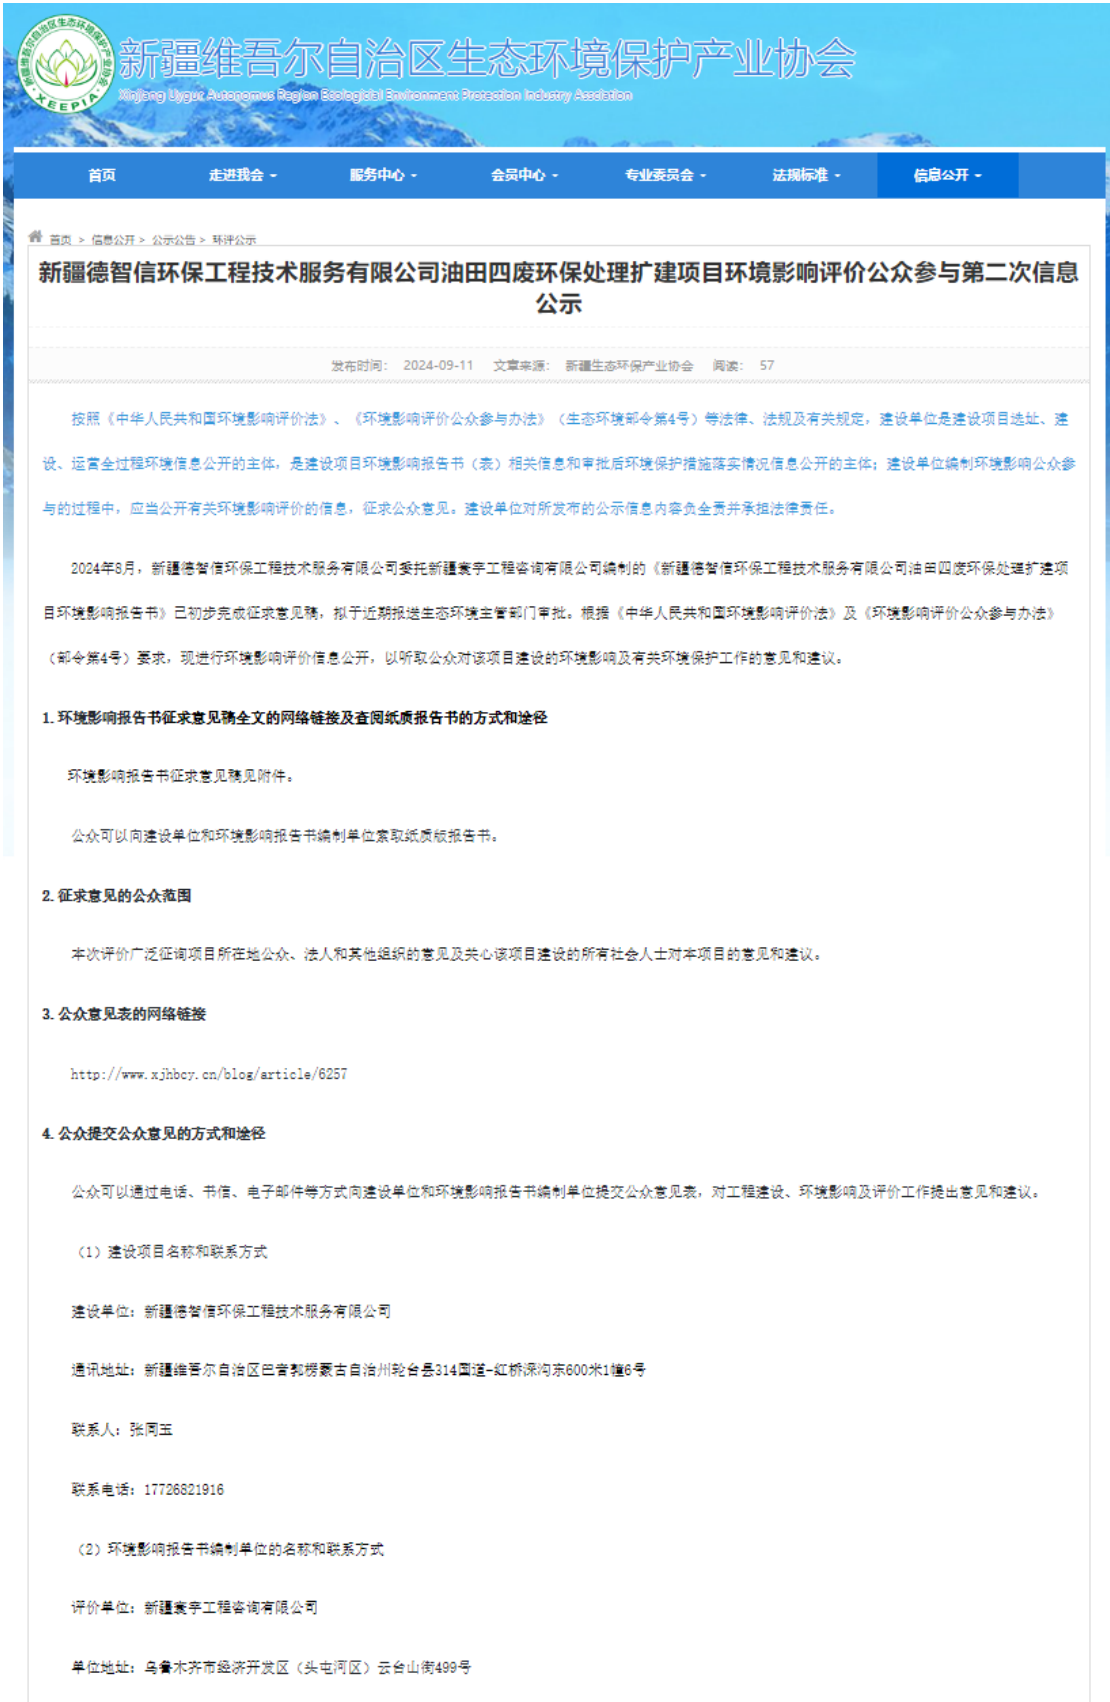 新疆维吾尔自治区生态环境保护产业协会
XEEPIA
新疆维吾尔自治区生态环境保护产业协会
Xinjiang Uygur Autonomus Region Ecologicial Environment Protection Industry Assciation
首页 走进我会 服务中心 会员中心 专业委员会 法规标准 信息公开
首页 > 信息公开 > 公示公告 > 环评公示
新疆德智信环保工程技术服务有限公司油田四废环保处理扩建项目环境影响评价公众参与第二次信息
公示
发布时间： 2024-09-11 文章来源： 新疆生态环保产业协会 阅读： 57
按照《中华人民共和国环境影响评价法》、《环境影响评价公众参与办法》（生态环境部令第4号）等法律、法规及有关规定，建设单位是建设项目选址、建
设、运营全过程环境信息公开的主体，是建设项目环境影响报告书（表）相关信息和审批后环境保护措施落实情况信息公开的主体；建设单位编制环境影响公众参
与的过程中，应当公开有关环境影响评价的信息，征求公众意见。建设单位对所发布的公示信息内容负全责并承担法律责任。
2024年8月，新疆德智信环保工程技术服务有限公司委托新疆寰宇工程咨询有限公司编制的《新疆德智信环保工程技术服务有限公司油田四废环保处理扩建项
目环境影响报告书》已初步完成征求意见稿，拟于近期报送生态环境主管部门审批。根据《中华人民共和国环境影响评价法》及《环境影响评价公众参与办法》
（部令第4号）要求，现进行环境影响评价信息公开，以听取公众对该项目建设的环境影响及有关环境保护工作的意见和建议。
1. 环境影响报告书征求意见稿全文的网络链接及查阅纸质报告书的方式和途径
环境影响报告书征求意见稿见附件。
公众可以向建设单位和环境影响报告书编制单位索取纸质版报告书。
2. 征求意见的公众范围
本次评价广泛征询项目所在地公众、法人和其他组织的意见及关心该项目建设的所有社会人士对本项目的意见和建议。
3. 公众意见表的网络链接
http://www.xjhbcy.cn/blog/article/6257
4. 公众提交公众意见的方式和途径
公众可以通过电话、书信、电子邮件等方式向建设单位和环境影响报告书编制单位提交公众意见表，对工程建设、环境影响及评价工作提出意见和建议。
（1）建设项目名称和联系方式
建设单位：新疆德智信环保工程技术服务有限公司
通讯地址：新疆维吾尔自治区巴音郭楞蒙古自治州轮台县314国道-红桥深沟东600米1幢6号
联系人：张同玉
联系电话：17726821916
（2）环境影响报告书编制单位的名称和联系方式
评价单位：新疆寰宇工程咨询有限公司
单位地址：乌鲁木齐市经济开发区（头屯河区）云台山街499号